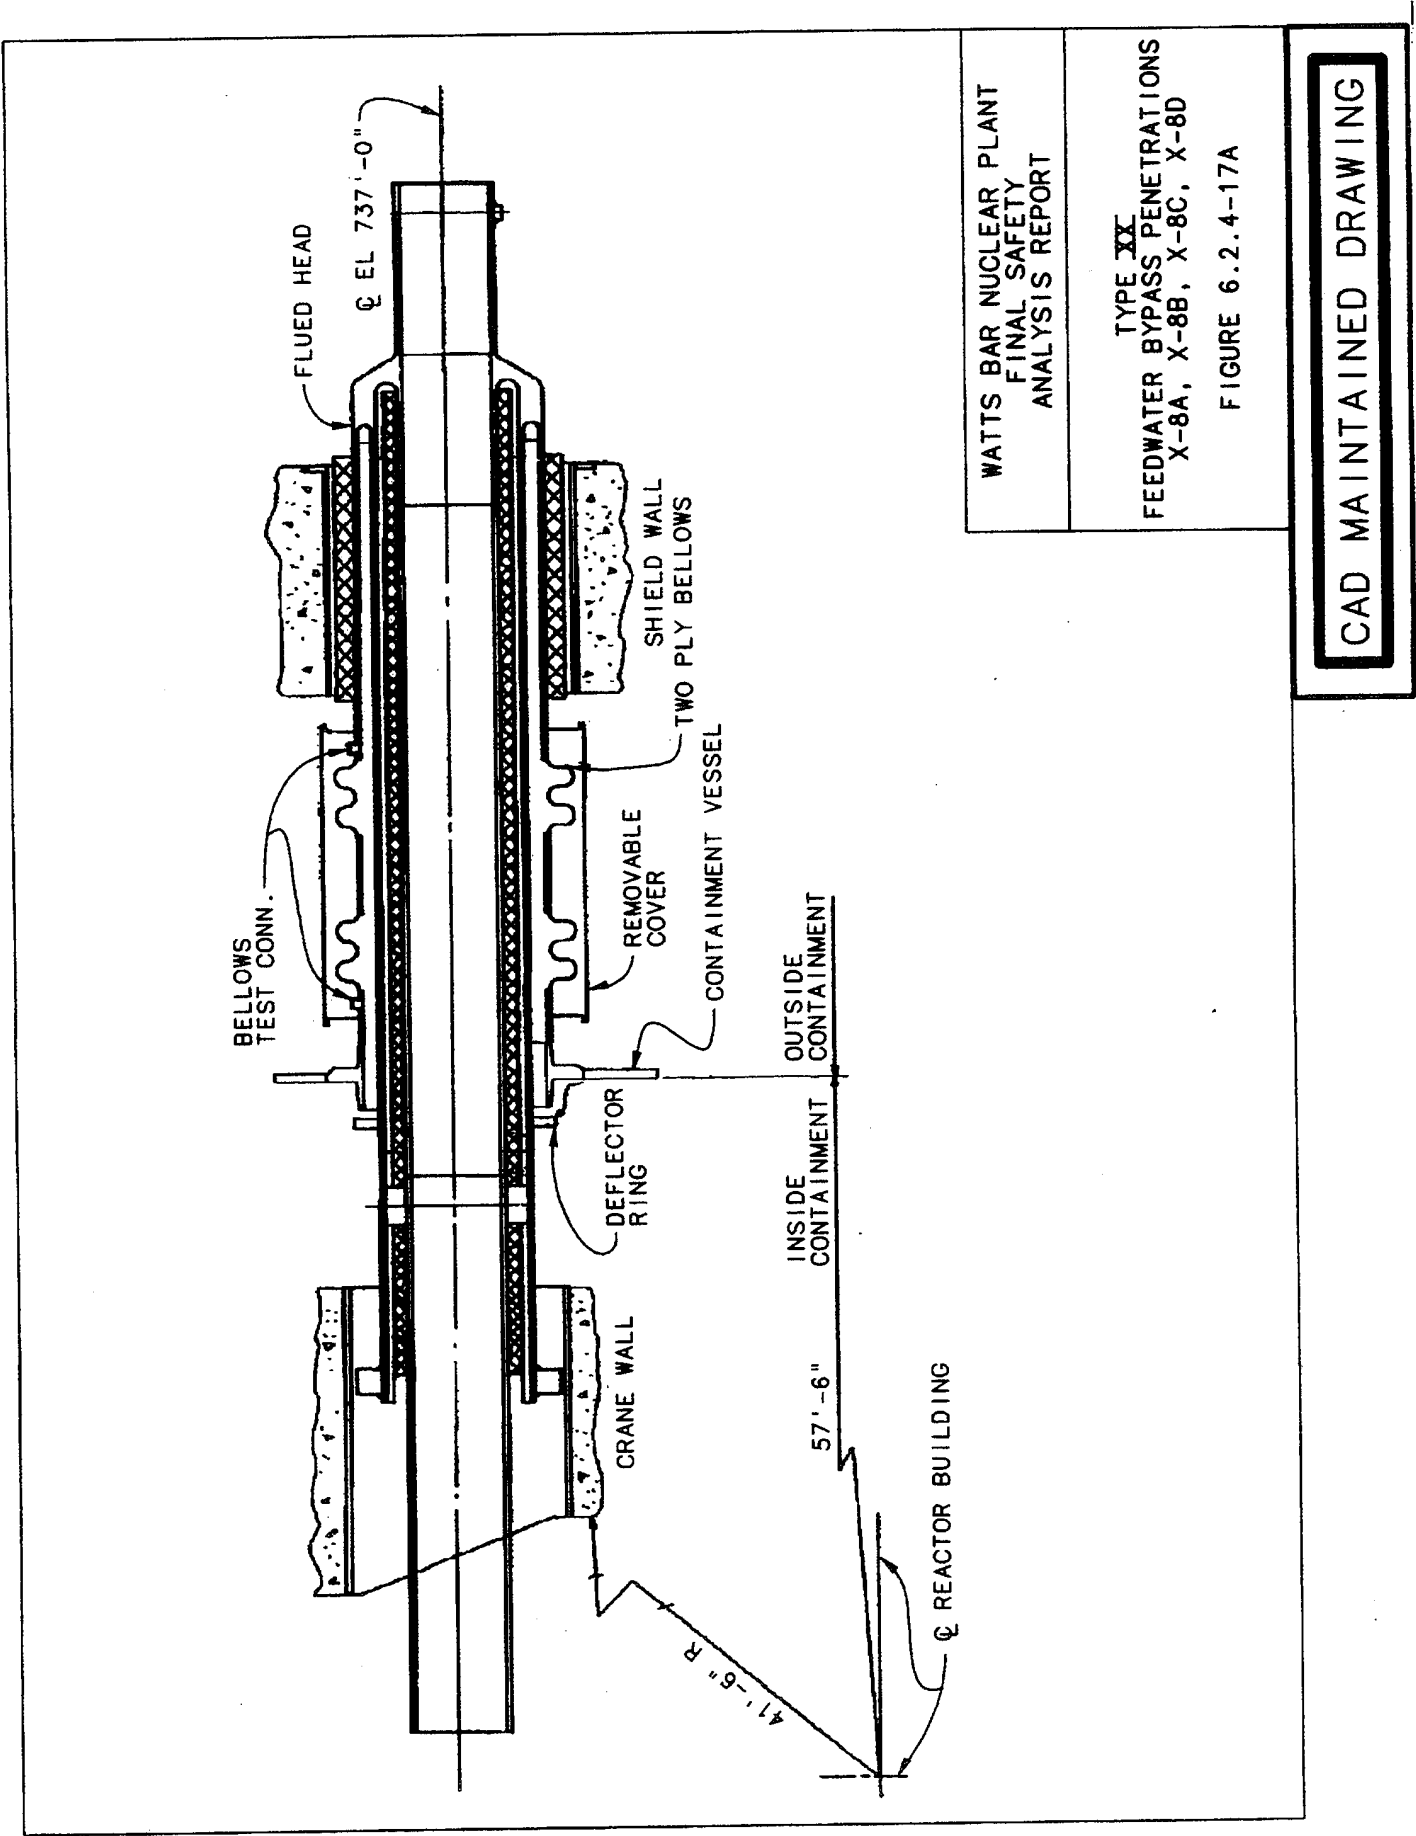 BELLOWS
TEST CONN.
FLUED HEAD
℄ EL 737'-0"
SHIELD WALL
TWO PLY BELLOWS
REMOVABLE
COVER
CONTAINMENT VESSEL
DEFLECTOR
RING
CRANE WALL
INSIDE
CONTAINMENT
OUTSIDE
CONTAINMENT
57'-6"
41'-6" R
℄ REACTOR BUILDING
WATTS BAR NUCLEAR PLANT
FINAL SAFETY
ANALYSIS REPORT
TYPE XX
FEEDWATER BYPASS PENETRATIONS
X-8A, X-8B, X-8C, X-8D
FIGURE 6.2.4-17A
CAD MAINTAINED DRAWING